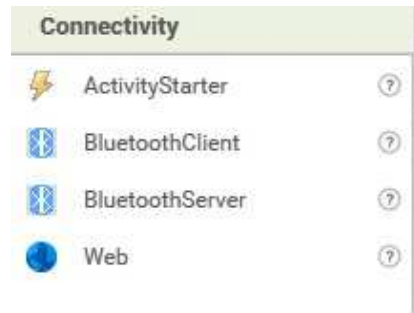 Connectivity
ActivityStarter ?
BluetoothClient ?
BluetoothServer ?
Web ?